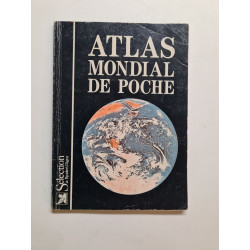 ATLAS
MONDIAL
DE POCHE
Sélection